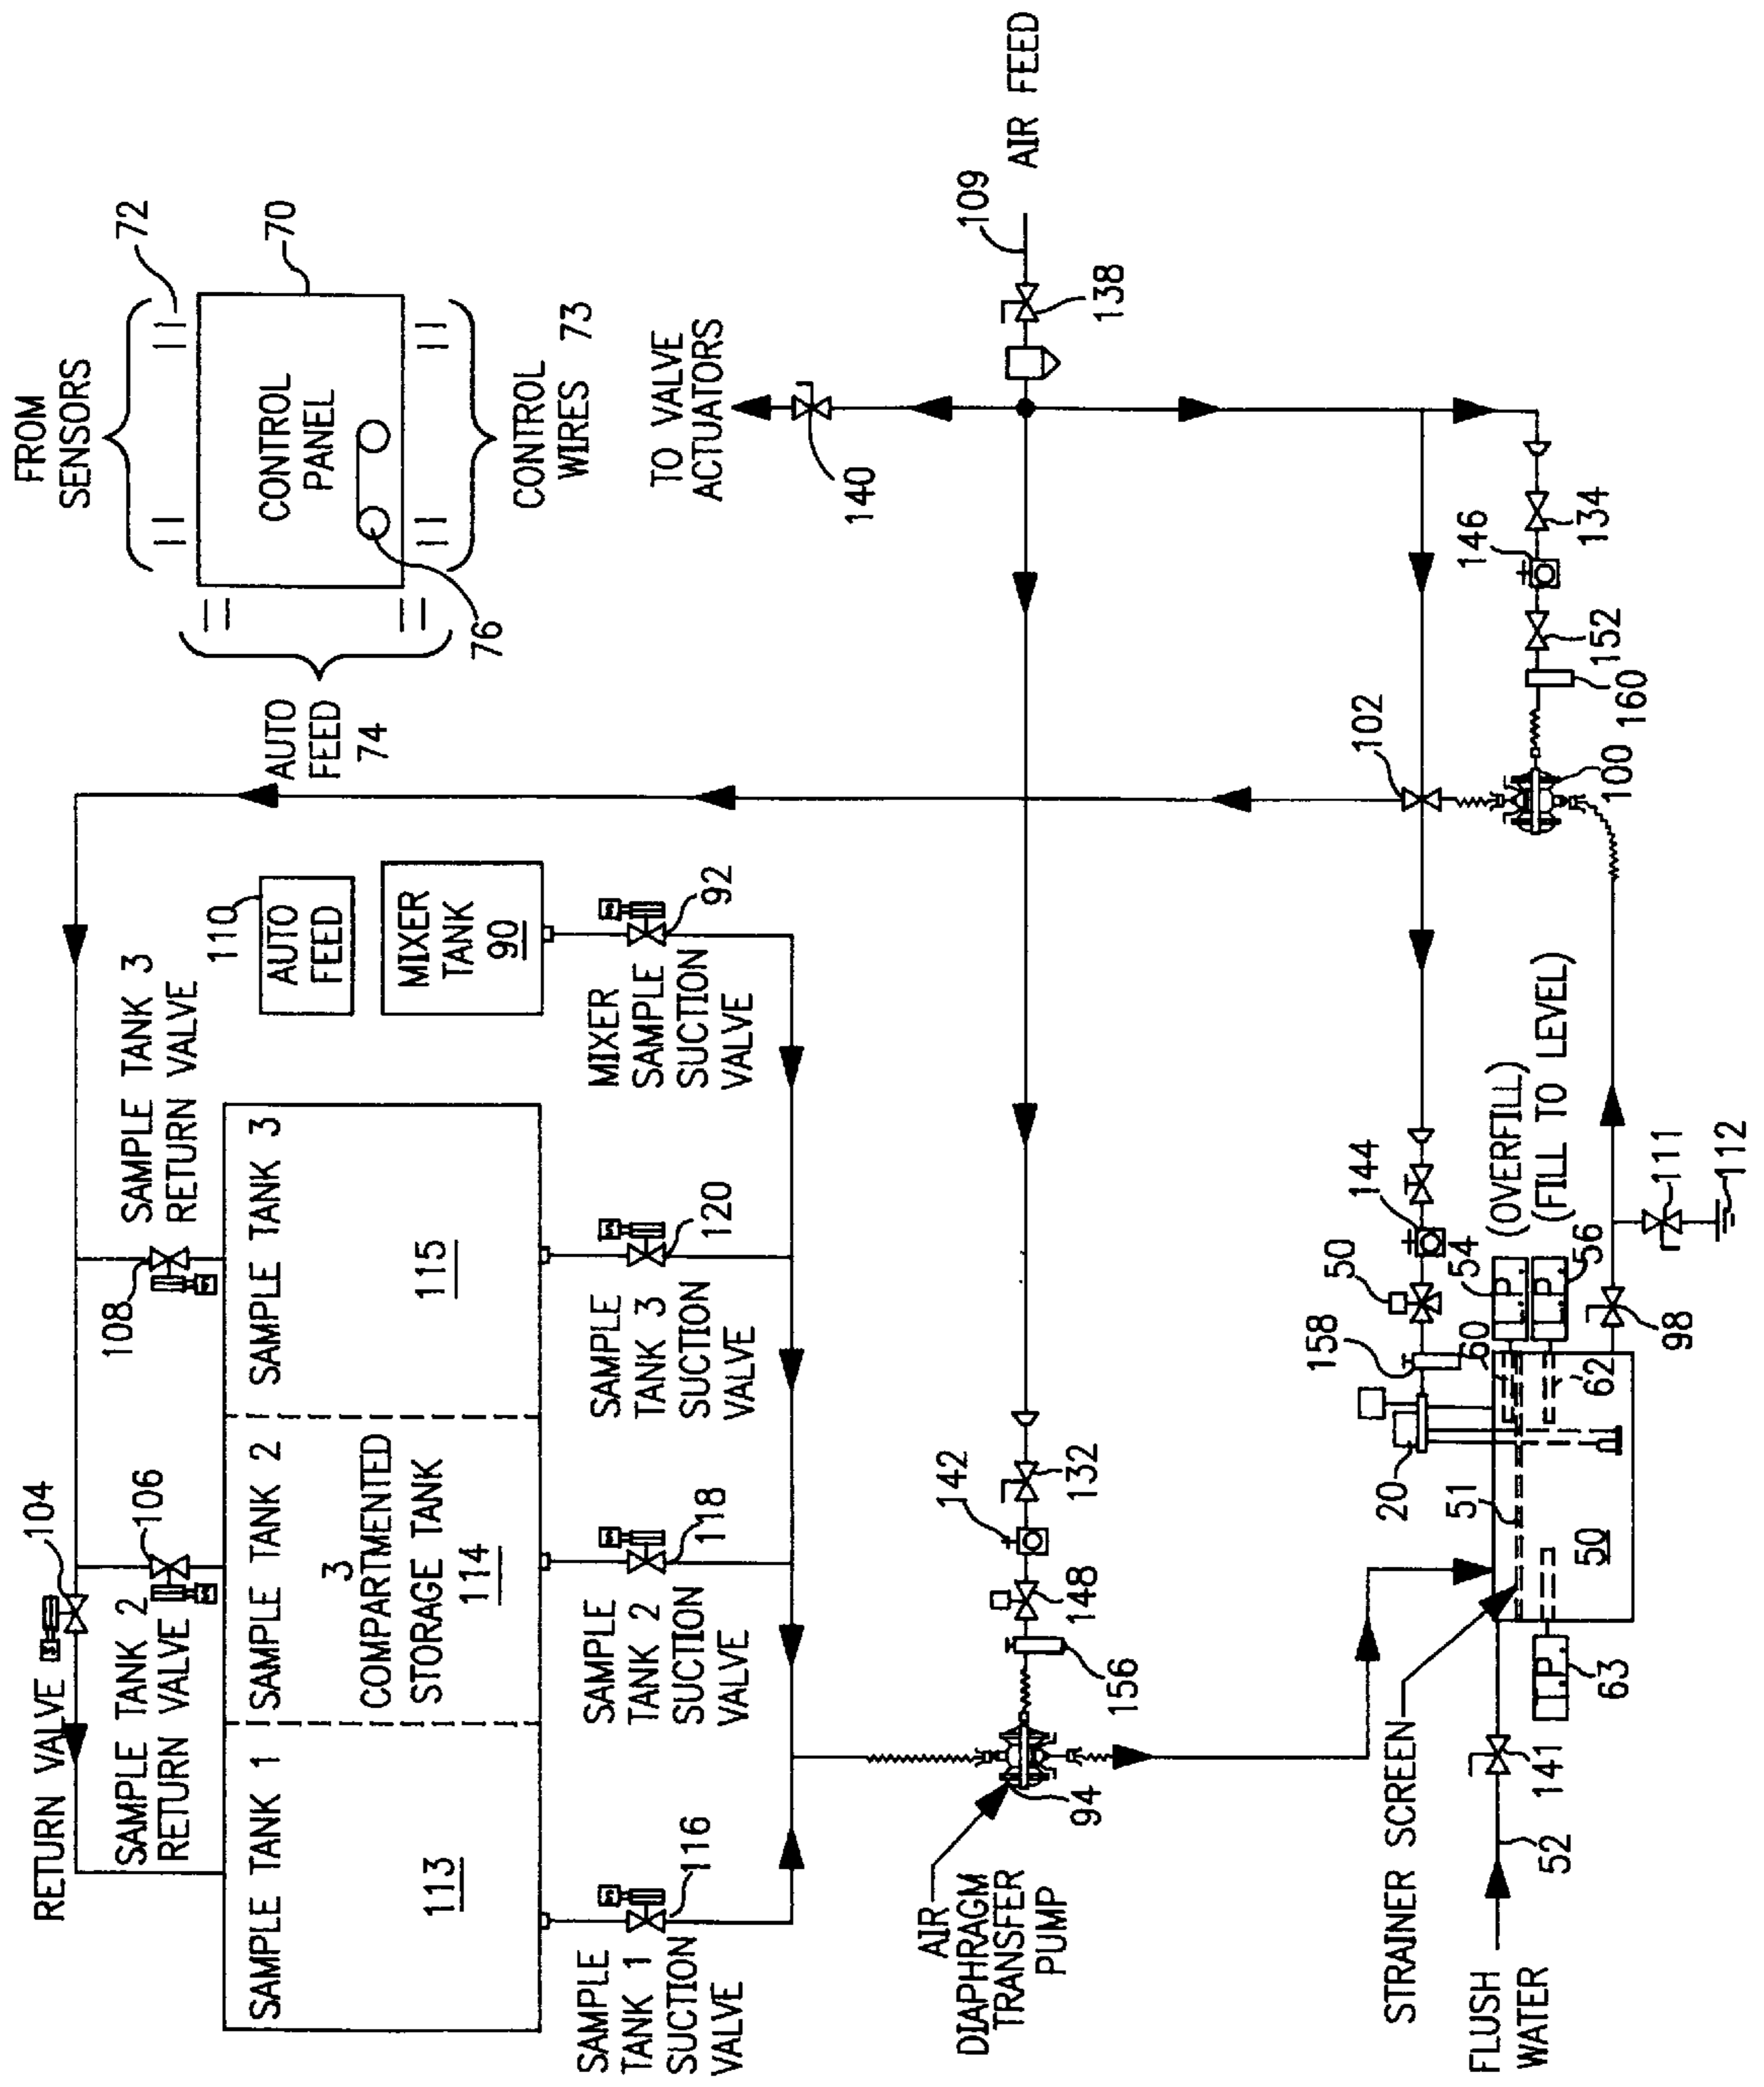 RETURN VALVE
104
SAMPLE TANK 2
RETURN VALVE
106
SAMPLE TANK 3
RETURN VALVE
108
SAMPLE TANK 1
113
SAMPLE TANK 2
3
COMPARTMENTED
STORAGE TANK
114
SAMPLE TANK 3
115
110
AUTO
FEED
MIXER
TANK
90
AUTO
FEED
74
FROM
SENSORS
72
70
CONTROL
PANEL
76
CONTROL
WIRES 73
SAMPLE
TANK 1
SUCTION
VALVE
116
SAMPLE
TANK 2
SUCTION
VALVE
118
SAMPLE
TANK 3
SUCTION
VALVE
120
MIXER
SAMPLE
SUCTION
VALVE
92
TO VALVE
ACTUATORS
140
109
AIR FEED
138
AIR
DIAPHRAGM
TRANSFER
PUMP
94
156
148
142
132
102
STRAINER SCREEN
51
20
158
50
144
54
60
(OVERFILL)
(FILL TO LEVEL)
P
P
56
62
50
P
63
FLUSH
WATER
52
141
98
111
112
100
160
152
146
134